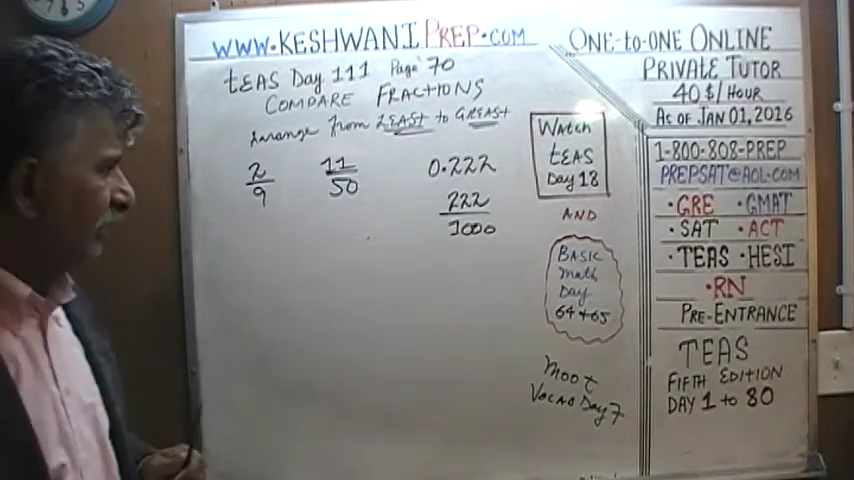 WWW.KESHWANIPREP.COM
TEAS Day 111 Page 70
COMPARE FRACTIONS
Arrange from LEAST to GREAST
2/9 11/50 0.222
222/1000
Watch
TEAS
Day 18
AND
BASIC
Math
Day
64+65
MOOT
VOCAB Day 7
ONE-to-ONE ONLINE
PRIVATE TUTOR
40 $/HOUR
AS OF JAN 01, 2016
1-800-808-PREP
PREPSAT@AOL.COM
•GRE •GMAT
•SAT •ACT
•TEAS •HESI
•RN
PRE-ENTRANCE
TEAS
FIFTH EDITION
DAY 1 to 80